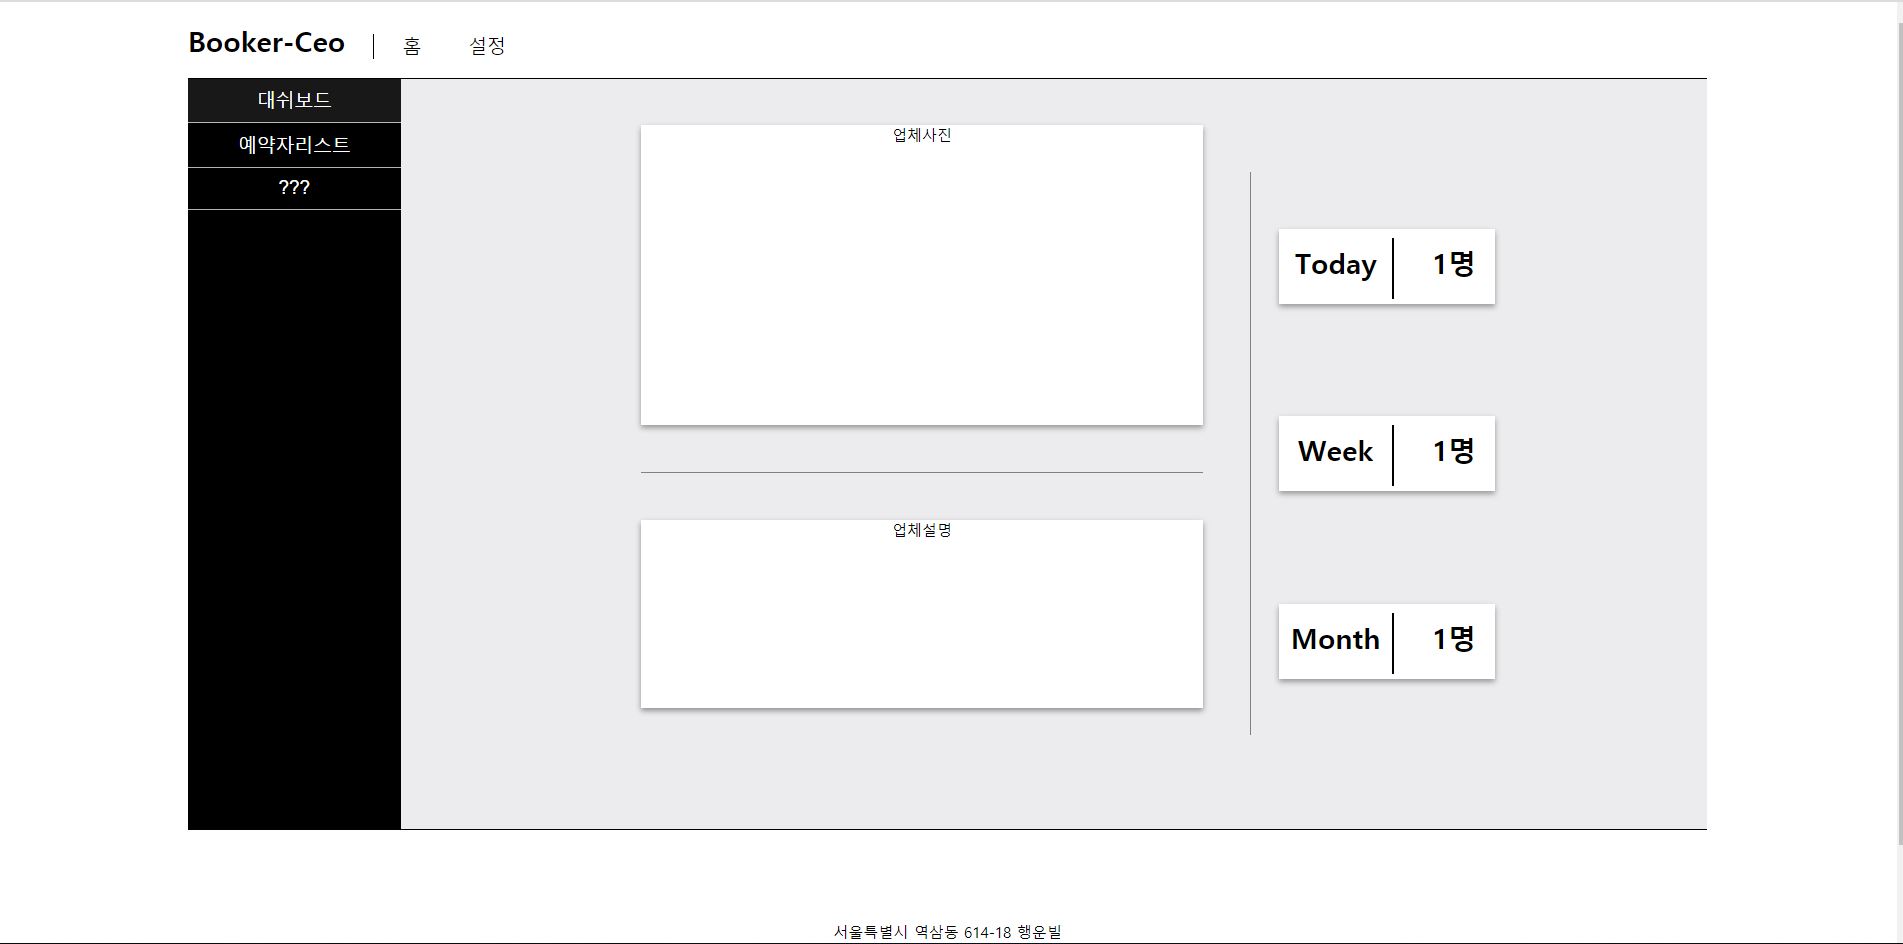 Booker-Ceo 홈 설정
대쉬보드
예약자리스트
???
업체사진
업체설명
Today 1명
Week 1명
Month 1명
서울특별시 역삼동 614-18 행운빌